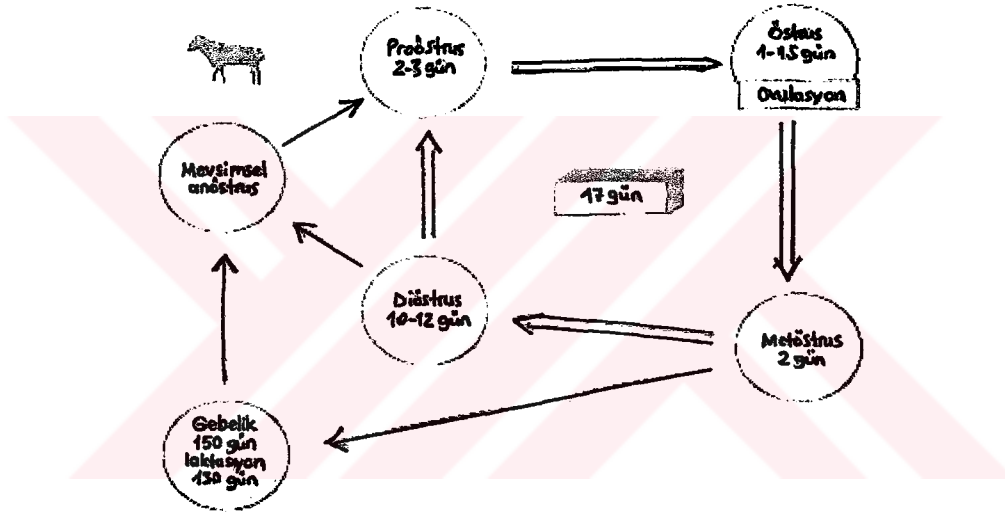 Proöstrus
2-3 gün
Östrus
1-1.5 gün
Ovulasyon
Mevsimsel
anöstrus
17 gün
Diöstrus
10-12 gün
Metöstrus
2 gün
Gebelik
150 gün
laktasyon
130 gün